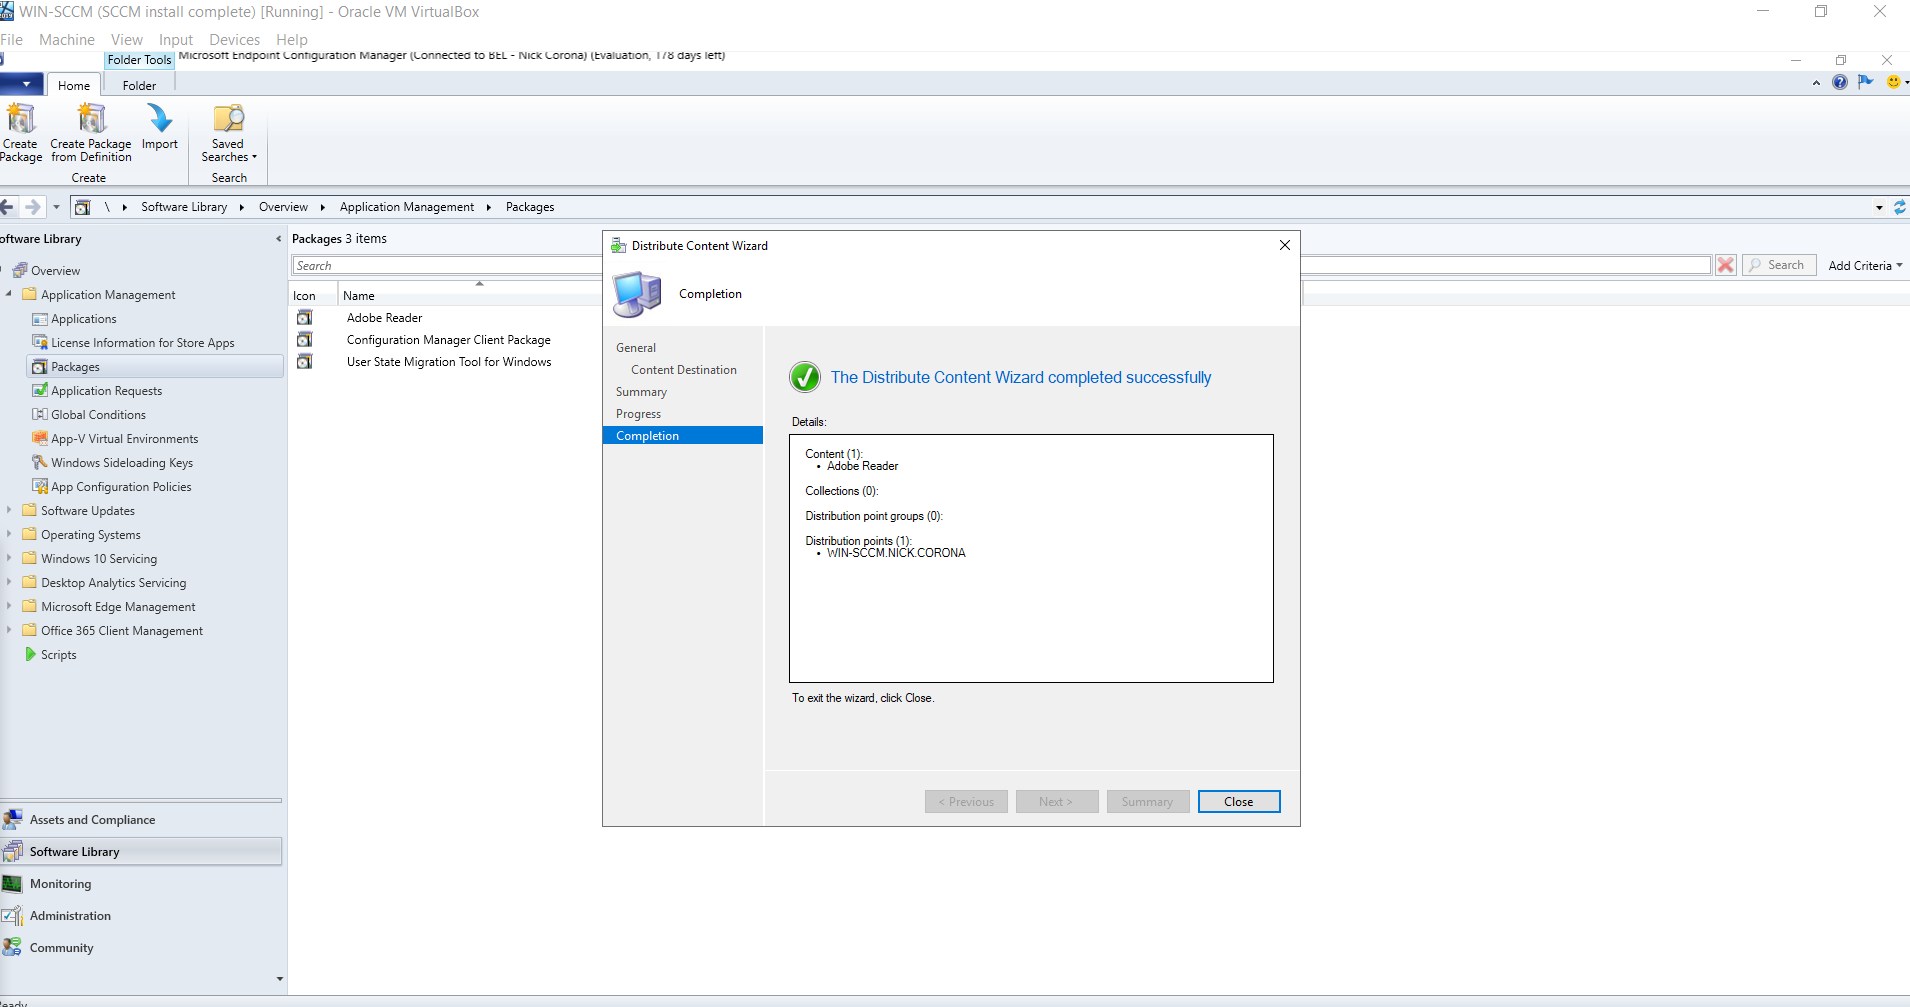 WIN-SCCM (SCCM install complete) [Running] - Oracle VM VirtualBox
File Machine View Input Devices Help
Folder Tools Microsoft Endpoint Configuration Manager (Connected to BEL - Nick Corona) (Evaluation, 178 days left)
Home Folder
Create Package
Create Package from Definition
Import
Saved Searches
Create
Search
\ Software Library Overview Application Management Packages
oftware Library
Overview
Application Management
Applications
License Information for Store Apps
Packages
Application Requests
Global Conditions
App-V Virtual Environments
Windows Sideloading Keys
App Configuration Policies
Software Updates
Operating Systems
Windows 10 Servicing
Desktop Analytics Servicing
Microsoft Edge Management
Office 365 Client Management
Scripts
Assets and Compliance
Software Library
Monitoring
Administration
Community
Packages 3 items
Search
Search Add Criteria
Icon Name
Adobe Reader
Configuration Manager Client Package
User State Migration Tool for Windows
Distribute Content Wizard
Completion
General
Content Destination
Summary
Progress
Completion
The Distribute Content Wizard completed successfully
Details:
Content (1):
• Adobe Reader
Collections (0):
Distribution point groups (0):
Distribution points (1):
• WIN-SCCM.NICK.CORONA
To exit the wizard, click Close.
< Previous Next > Summary Close